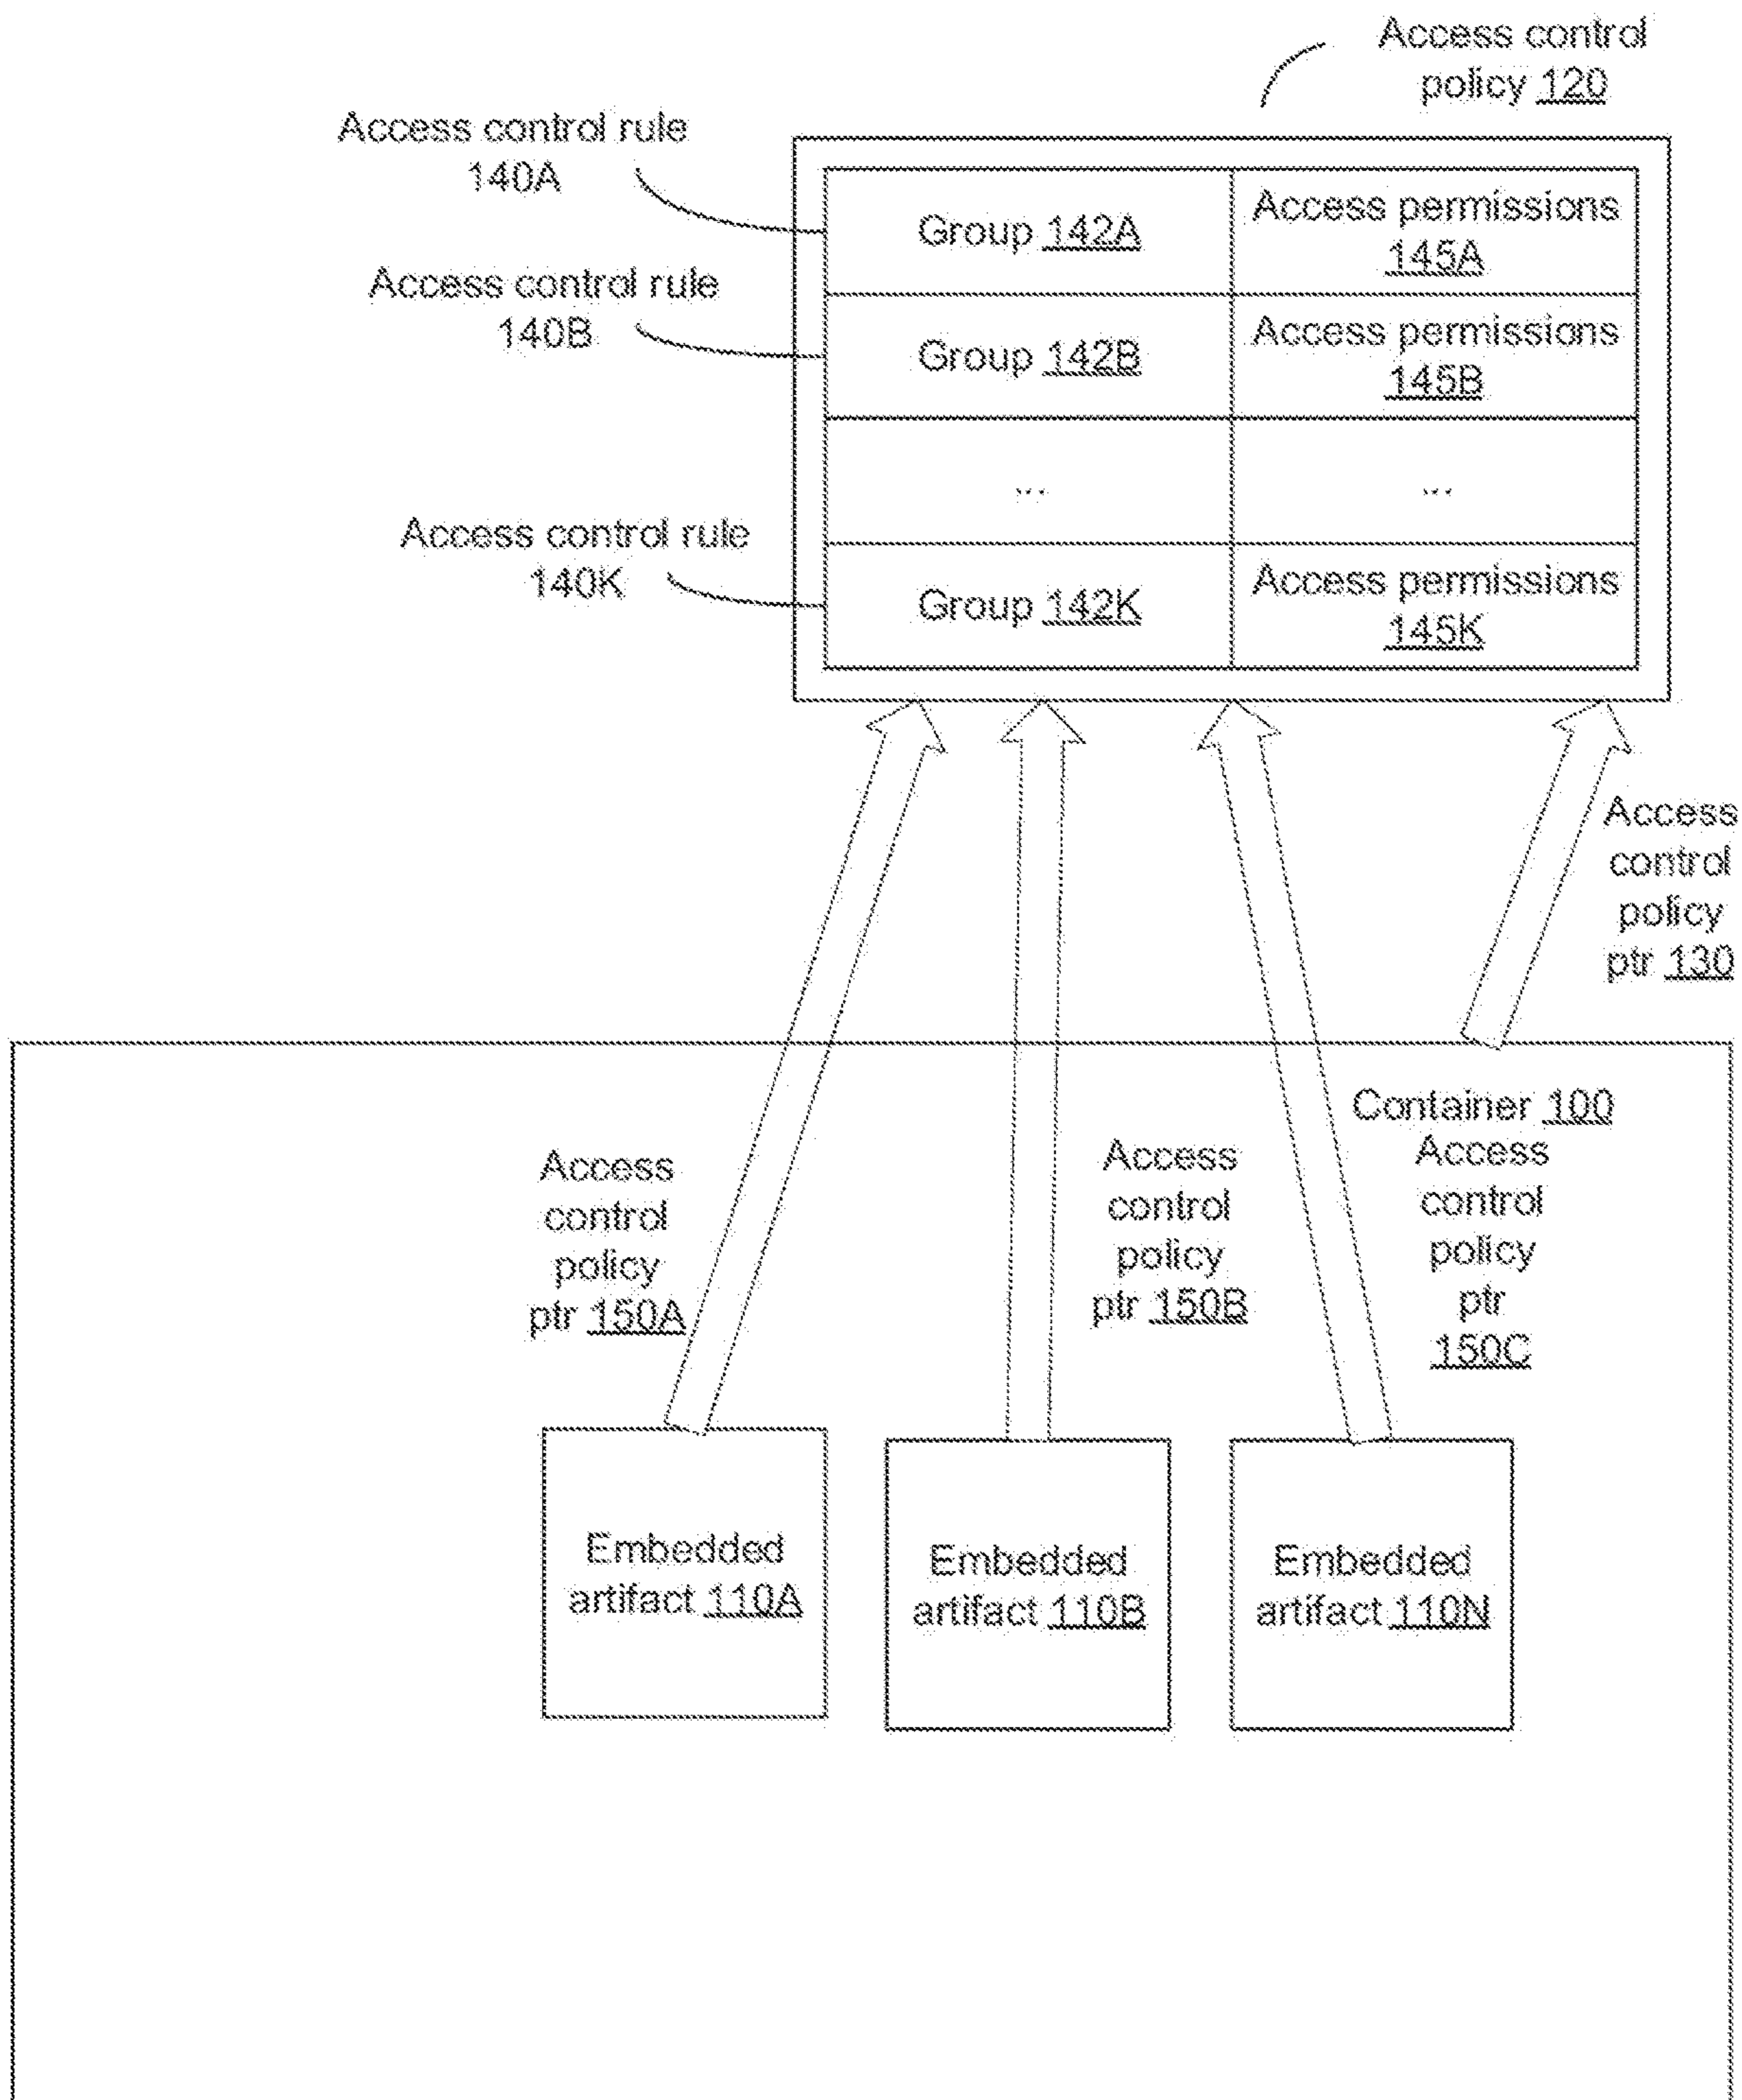 Access control
policy 120
Access control rule
140A
Group 142A
Access permissions
145A
Access control rule
140B
Group 142B
Access permissions
145B
...
...
Access control rule
140K
Group 142K
Access permissions
145K
Access
control
policy
ptr 130
Container 100
Access
control
policy
ptr 150A
Access
control
policy
ptr 150B
Access
control
policy
ptr
150C
Embedded
artifact 110A
Embedded
artifact 110B
Embedded
artifact 110N